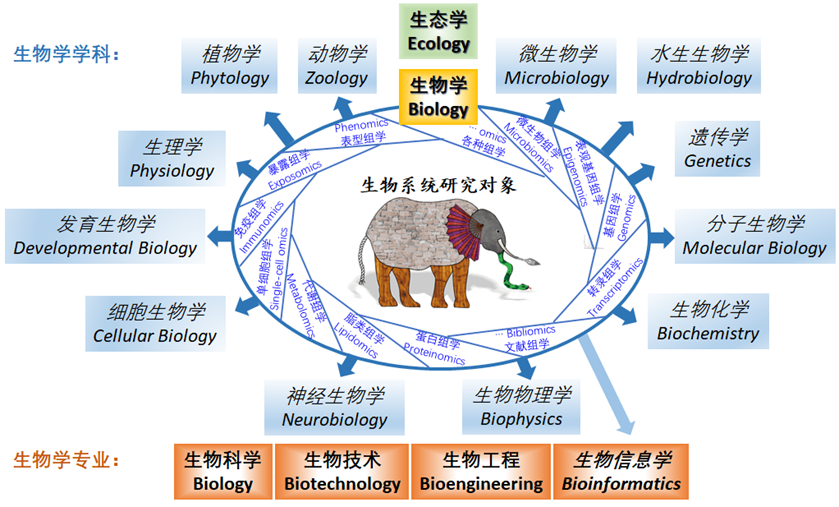 生态学
Ecology
生物学学科：
植物学
Phytology
动物学
Zoology
生物学
Biology
微生物学
Microbiology
水生生物学
Hydrobiology
生理学
Physiology
遗传学
Genetics
发育生物学
Developmental Biology
分子生物学
Molecular Biology
细胞生物学
Cellular Biology
生物化学
Biochemistry
神经生物学
Neurobiology
生物物理学
Biophysics
Phenomics
表型组学
... omics
各种组学
微生物组学
Microbiomics
表观基因组学
Epigenomics
基因组学
Genomics
转录组学
Transcriptomics
... Bibliomics
文献组学
蛋白组学
Proteinomics
脂类组学
Lipidomics
代谢组学
Metabolomics
单细胞组学
Single-cell omics
免疫组学
Immunomics
暴露组学
Exposomics
生物系统研究对象
生物学专业：
生物科学
Biology
生物技术
Biotechnology
生物工程
Bioengineering
生物信息学
Bioinformatics